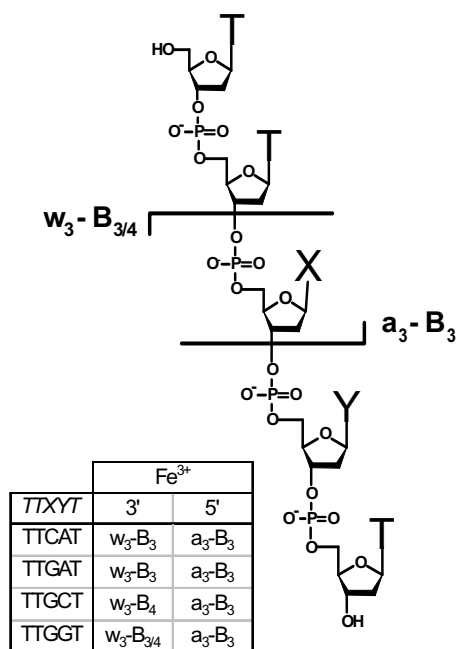 T
HO
O
O
O⁻-P=O
O
T
O
w₃- B₃/₄
O
O⁻-P=O
O
X
O
a₃- B₃
O
O⁻-P=O
O
Y
O
O
O⁻-P=O
O
T
O
OH
Fe³⁺
TTXYT 3' 5'
TTCAT w₃-B₃ a₃-B₃
TTGAT w₃-B₃ a₃-B₃
TTGCT w₃-B₄ a₃-B₃
TTGGT w₃-B₃/₄ a₃-B₃